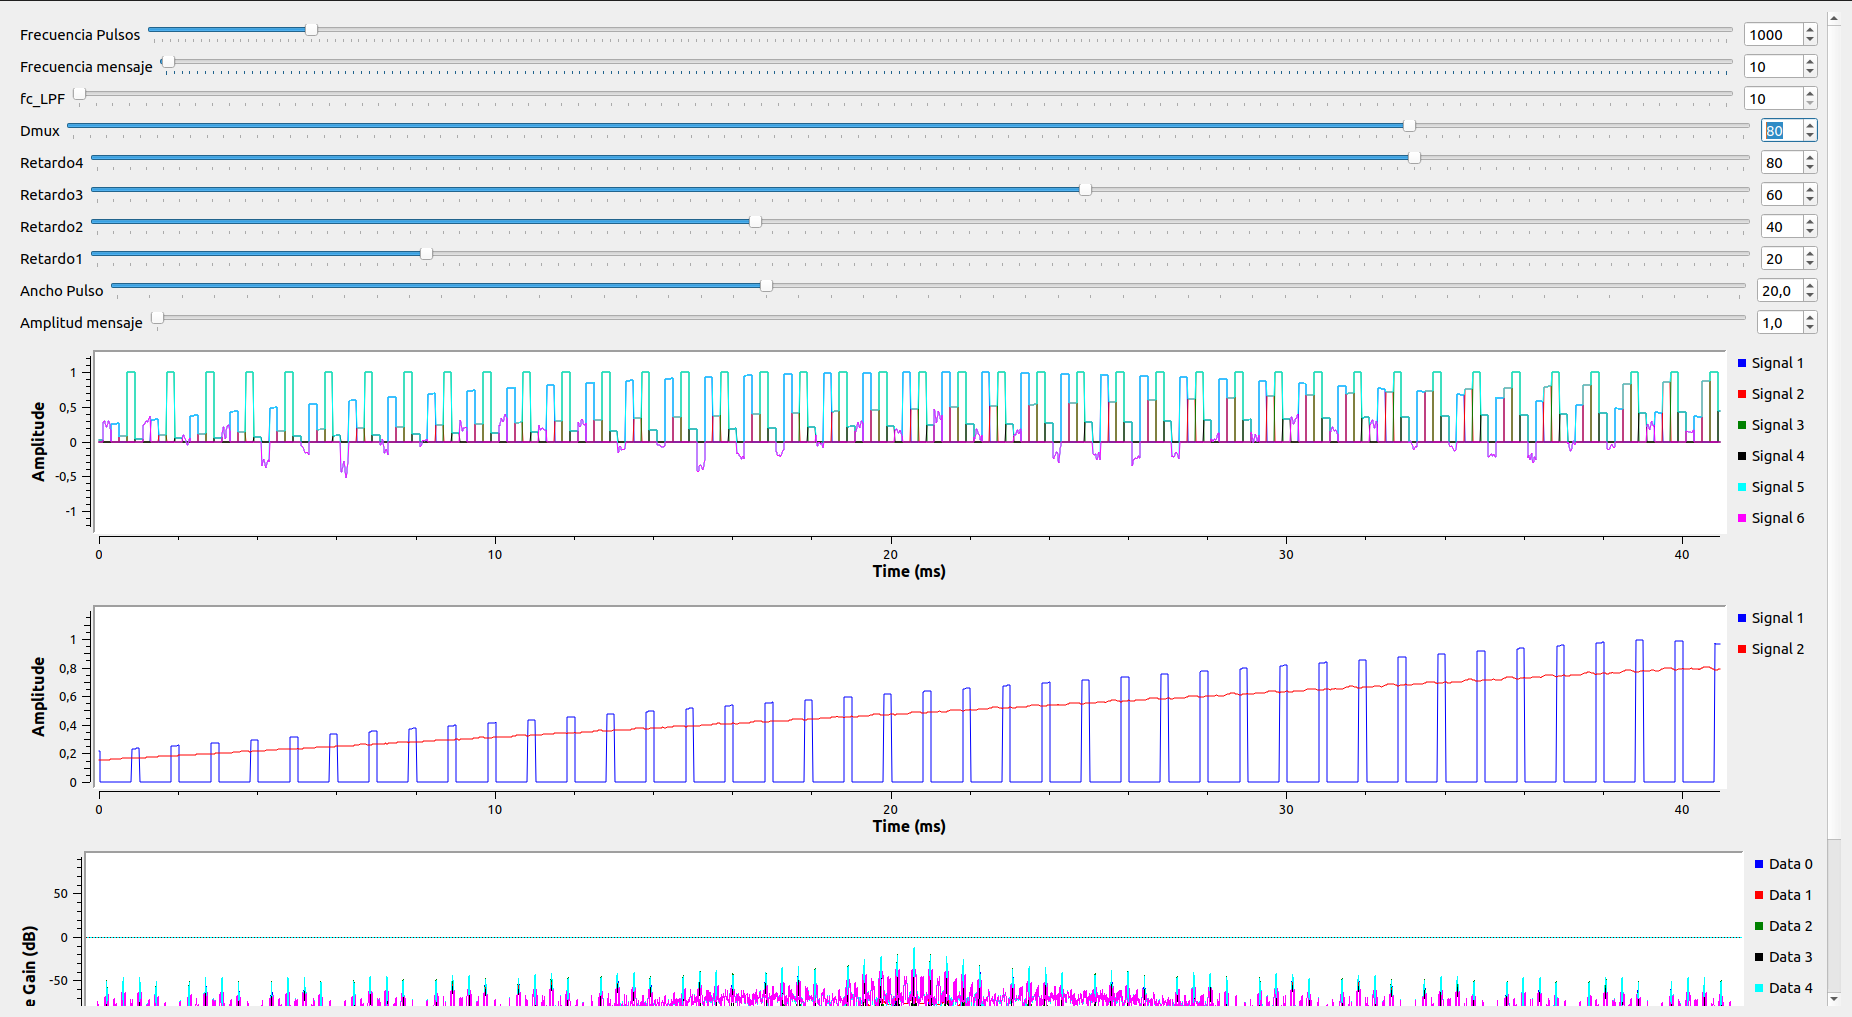 Frecuencia Pulsos 1000
Frecuencia mensaje 10
fc_LPF 10
Dmux 80
Retardo4 80
Retardo3 60
Retardo2 40
Retardo1 20
Ancho Pulso 20,0
Amplitud mensaje 1,0
Amplitude
1
0,5
0
-0,5
-1
0 10 20 30 40
Time (ms)
Signal 1
Signal 2
Signal 3
Signal 4
Signal 5
Signal 6
Amplitude
1
0,8
0,6
0,4
0,2
0
0 10 20 30 40
Time (ms)
Signal 1
Signal 2
e Gain (dB)
50
0
-50
Data 0
Data 1
Data 2
Data 3
Data 4